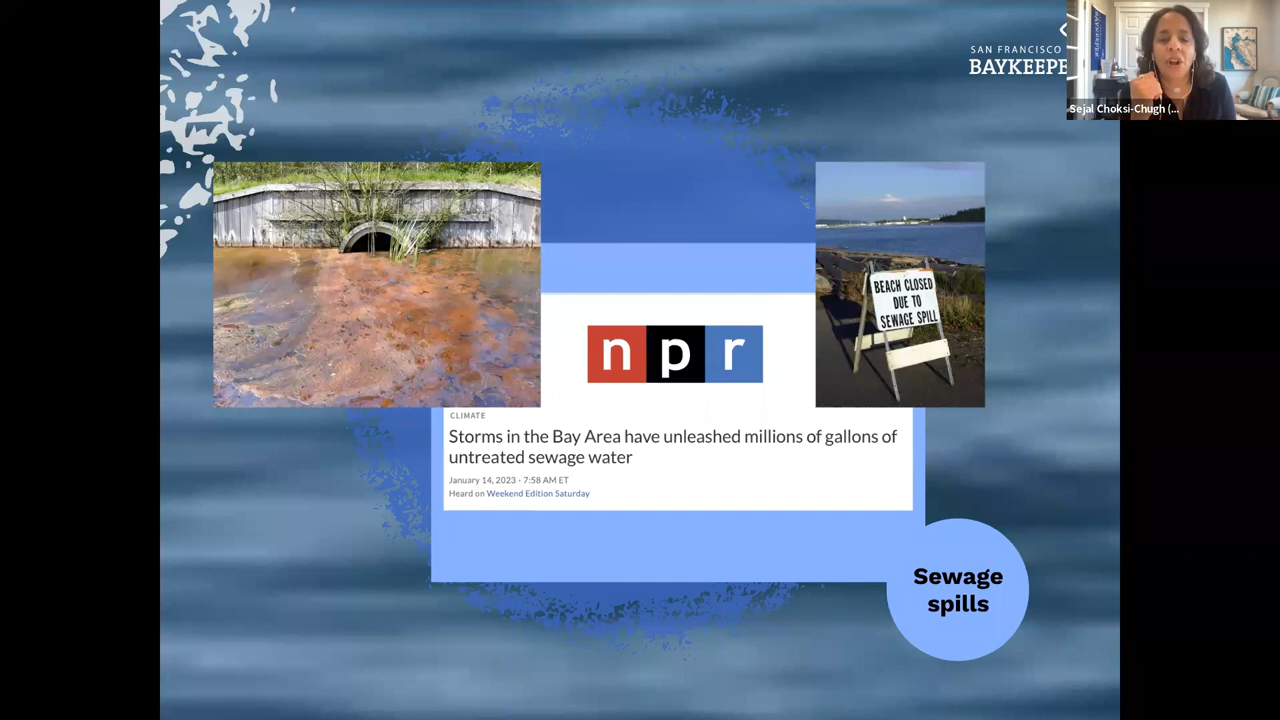 SAN FRANCISCO
BAYKEEPE
Sejal Choksi-Chugh (...
BEACH CLOSED
DUE TO
SEWAGE SPILL
npr
CLIMATE
Storms in the Bay Area have unleashed millions of gallons of
untreated sewage water
January 14, 2023 · 7:58 AM ET
Heard on Weekend Edition Saturday
Sewage
spills